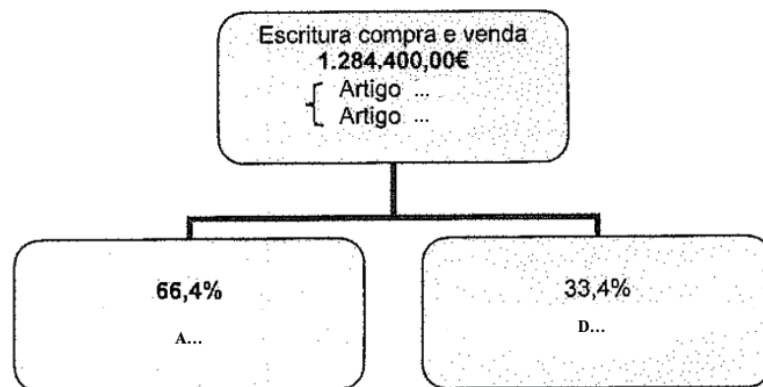 Escritura compra e venda
1.284.400,00€
Artigo ...
Artigo ...
66,4%
A...
33,4%
D...